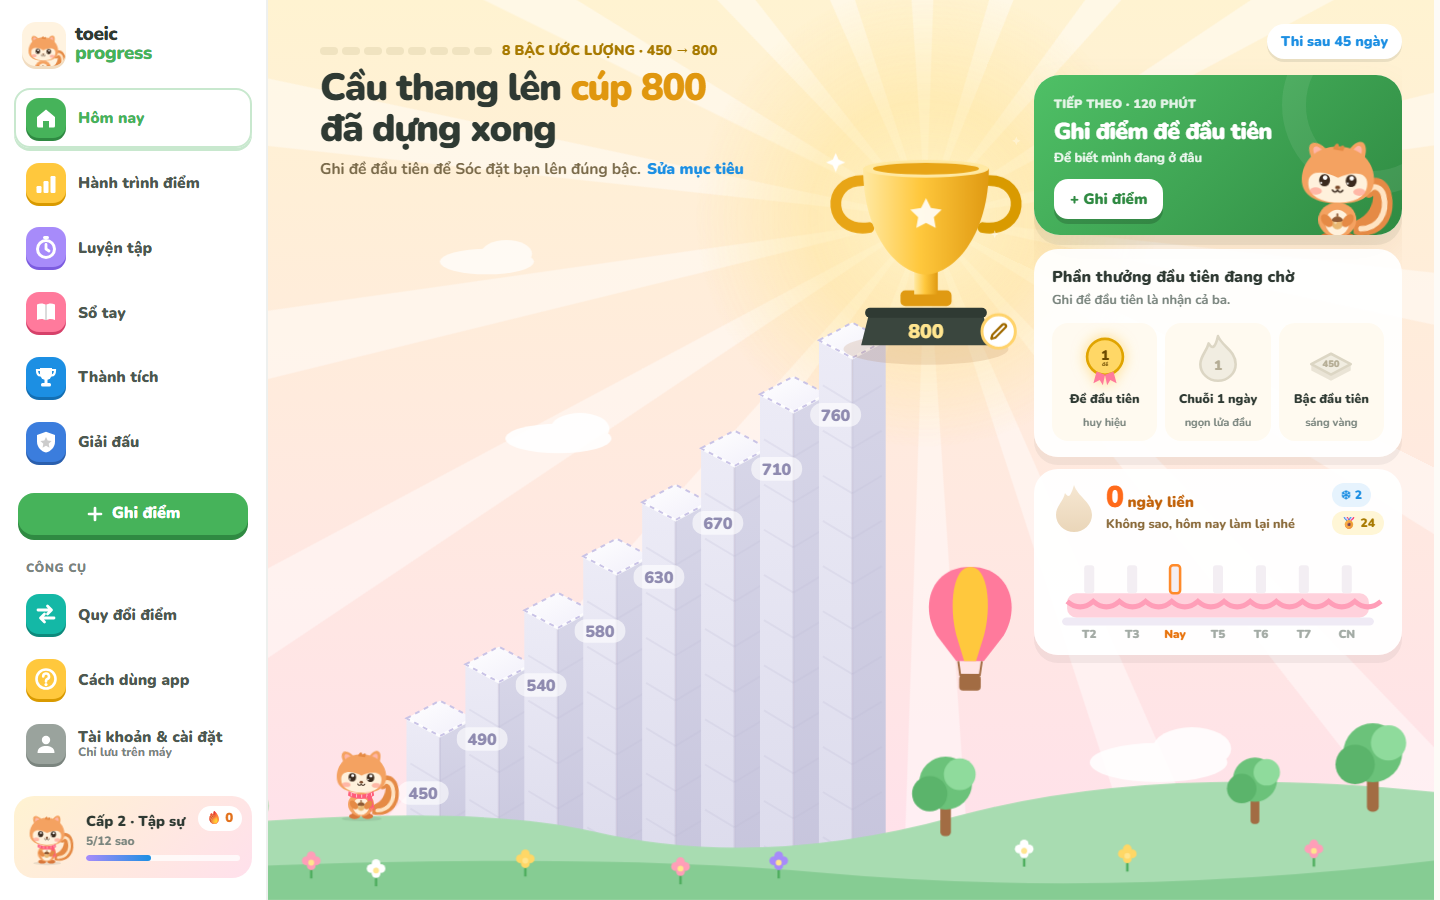 toeic
progress
Hôm nay
Hành trình điểm
Luyện tập
Sổ tay
Thành tích
Giải đấu
+ Ghi điểm
CÔNG CỤ
Quy đổi điểm
Cách dùng app
Tài khoản & cài đặt
Chỉ lưu trên máy
Cấp 2 · Tập sự
0
5/12 sao
8 BẬC ƯỚC LƯỢNG · 450 → 800
Cầu thang lên cúp 800
đã dựng xong
Ghi đề đầu tiên để Sóc đặt bạn lên đúng bậc. Sửa mục tiêu
800
760
710
670
630
580
540
490
450
Thi sau 45 ngày
TIẾP THEO · 120 PHÚT
Ghi điểm đề đầu tiên
Để biết mình đang ở đâu
+ Ghi điểm
Phần thưởng đầu tiên đang chờ
Ghi đề đầu tiên là nhận cả ba.
1
đề
1
450
Đề đầu tiên
Chuỗi 1 ngày
Bậc đầu tiên
huy hiệu
ngọn lửa đầu
sáng vàng
0 ngày liền
Không sao, hôm nay làm lại nhé
2
24
T2 T3 Nay T5 T6 T7 CN